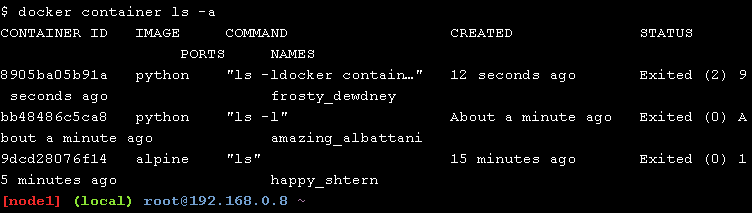 $ docker container ls -a
CONTAINER ID   IMAGE     COMMAND                  CREATED              STATUS
                PORTS     NAMES
8905ba05b91a   python    "ls -ldocker contain…"   12 seconds ago       Exited (2) 9
 seconds ago                    frosty_dewdney
bb48486c5ca8   python    "ls -l"                  About a minute ago   Exited (0) A
bout a minute ago               amazing_albattani
9dcd28076f14   alpine    "ls"                     15 minutes ago       Exited (0) 1
5 minutes ago                   happy_shtern
[node1] (local) root@192.168.0.8 ~